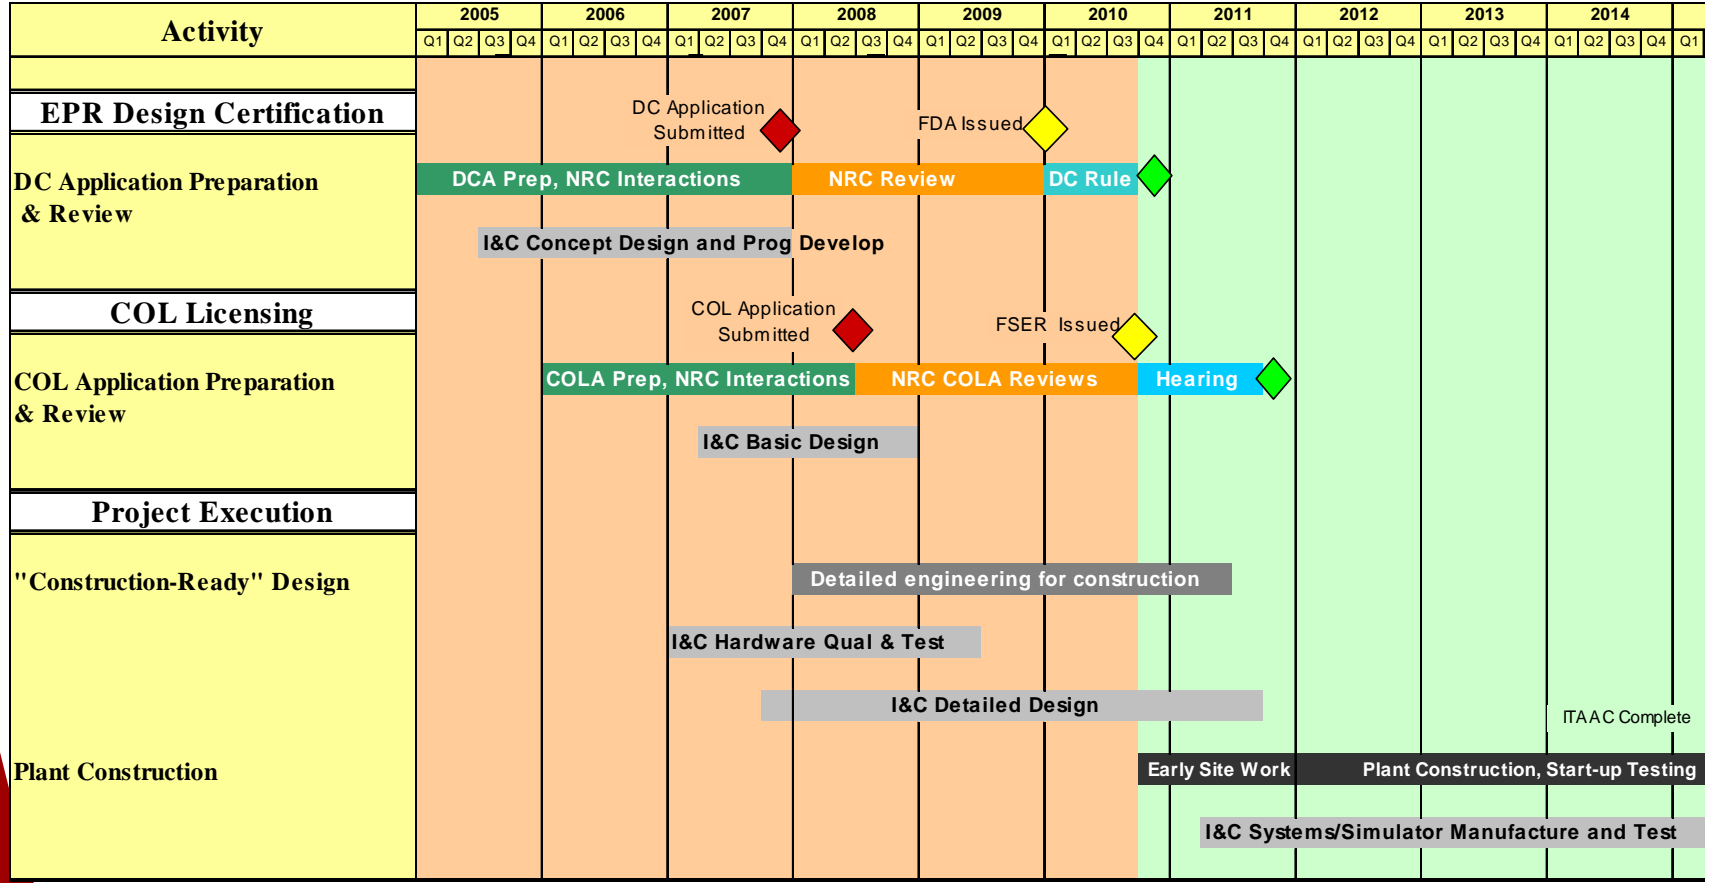 Activity
2005 2006 2007 2008 2009 2010 2011 2012 2013 2014
Q1 Q2 Q3 Q4 Q1 Q2 Q3 Q4 Q1 Q2 Q3 Q4 Q1 Q2 Q3 Q4 Q1 Q2 Q3 Q4 Q1 Q2 Q3 Q4 Q1 Q2 Q3 Q4 Q1 Q2 Q3 Q4 Q1 Q2 Q3 Q4 Q1 Q2 Q3 Q4 Q1
EPR Design Certification
DC Application
Submitted
FDA Issued
DC Application Preparation
& Review
DCA Prep, NRC Interactions
NRC Review
DC Rule
I&C Concept Design and Prog Develop
COL Licensing
COL Application
Submitted
FSER Issued
COL Application Preparation
& Review
COLA Prep, NRC Interactions
NRC COLA Reviews
Hearing
I&C Basic Design
Project Execution
"Construction-Ready" Design
Detailed engineering for construction
I&C Hardware Qual & Test
I&C Detailed Design
ITAAC Complete
Plant Construction
Early Site Work
Plant Construction, Start-up Testing
I&C Systems/Simulator Manufacture and Test